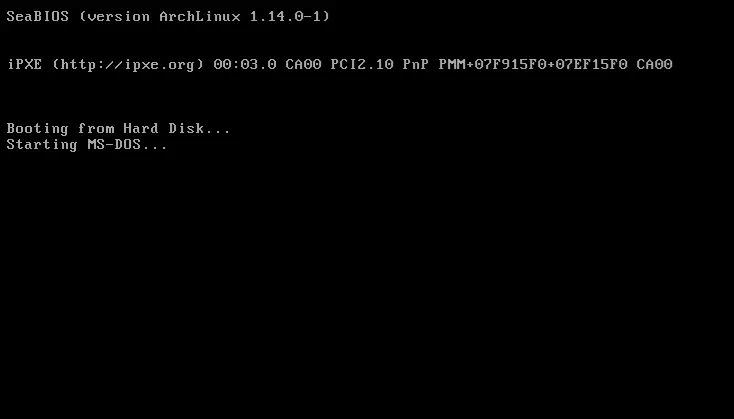 SeaBIOS (version ArchLinux 1.14.0-1)
iPXE (http://ipxe.org) 00:03.0 CA00 PCI2.10 PnP PMM+07F915F0+07EF15F0 CA00
Booting from Hard Disk...
Starting MS-DOS...